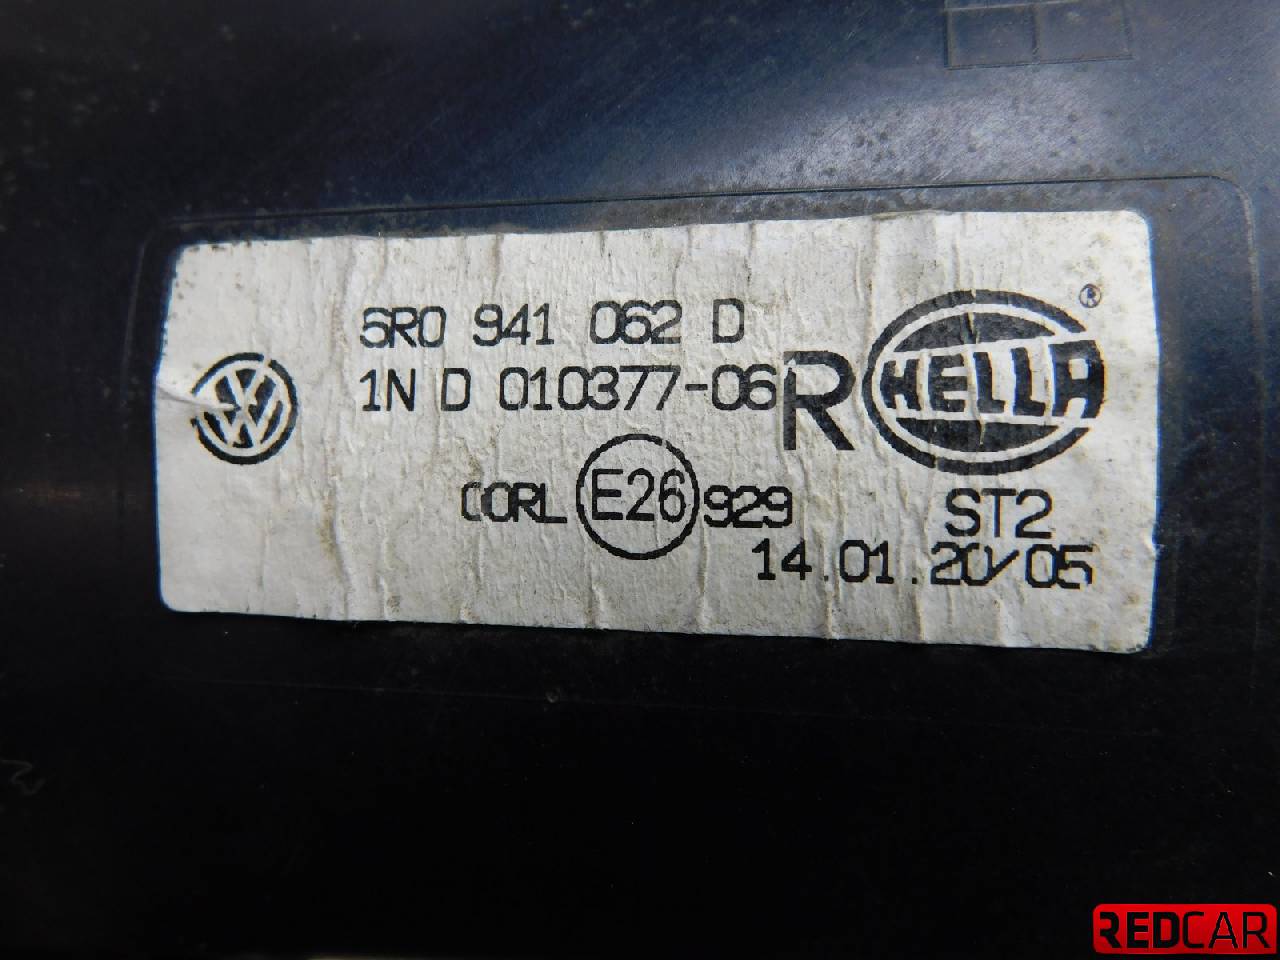 6R0 941 062 D
1N D 010377-06 R HELLA ®
CORL E26 929 ST2
14.01.20/05
REDCAR